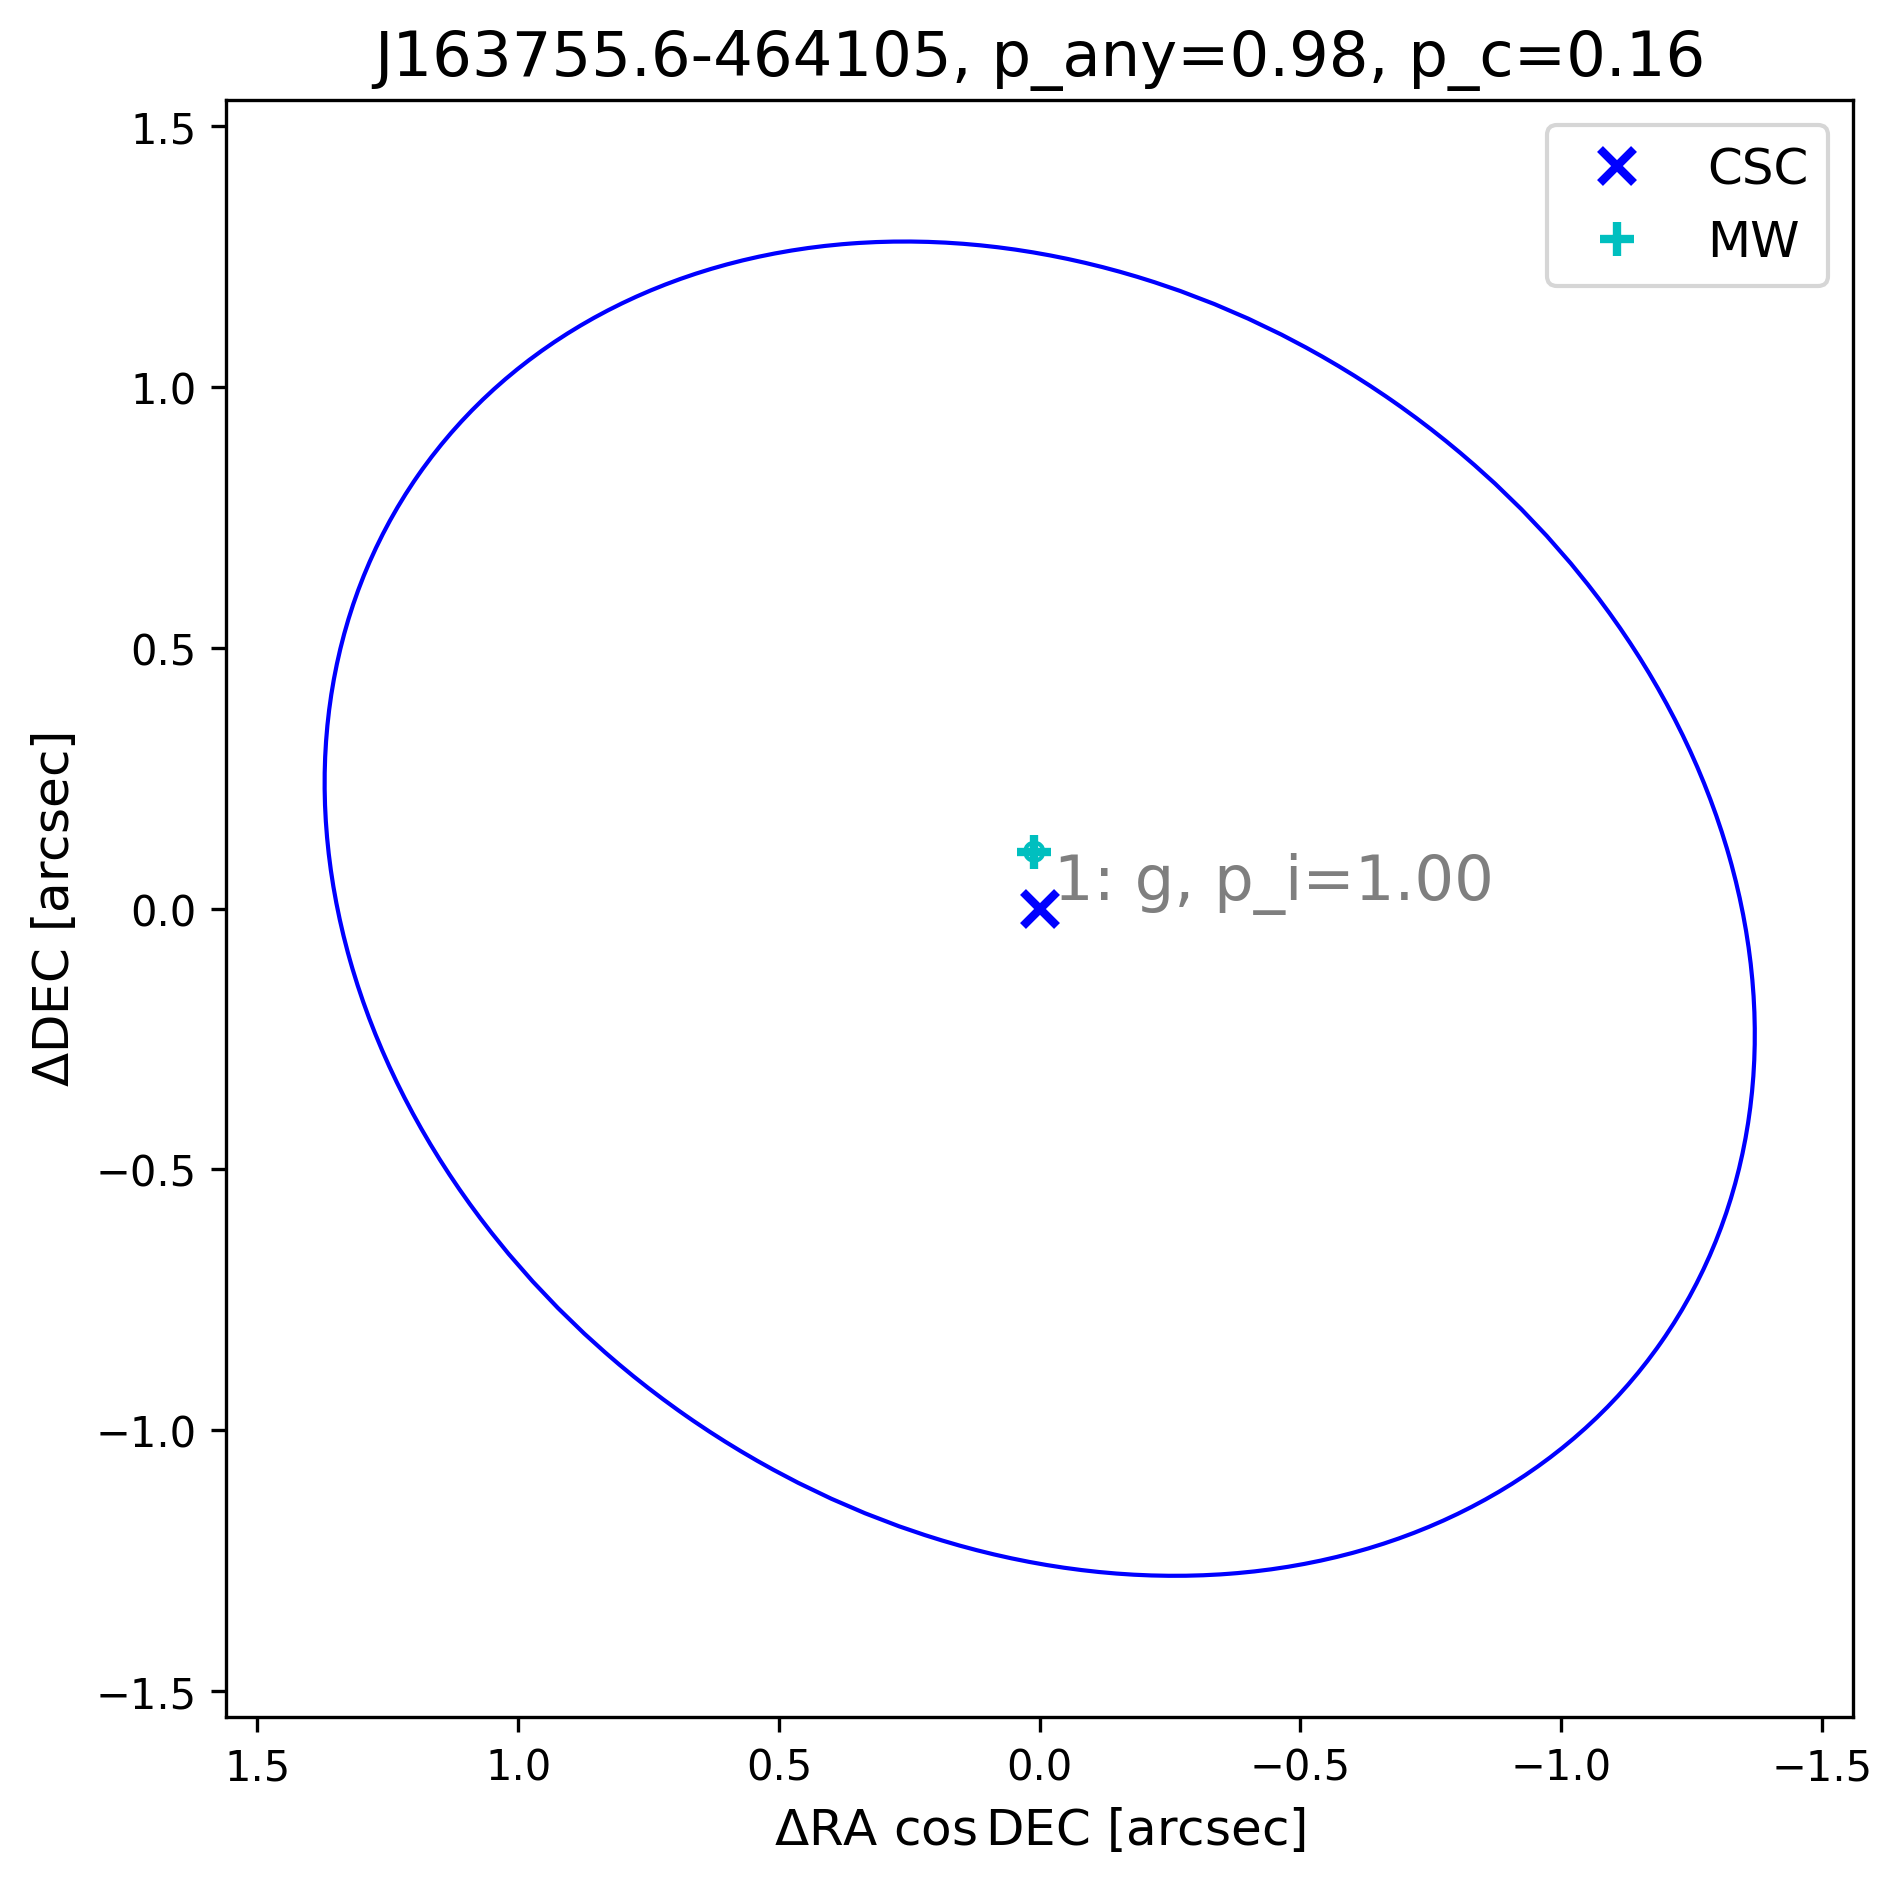 J163755.6-464105, p_any=0.98, p_c=0.16
CSC
MW
1.5
1.0
0.5
0.0
−0.5
−1.0
−1.5
ΔDEC [arcsec]
1: g, p_i=1.00
1.5 1.0 0.5 0.0 −0.5 −1.0 −1.5
ΔRA cos DEC [arcsec]